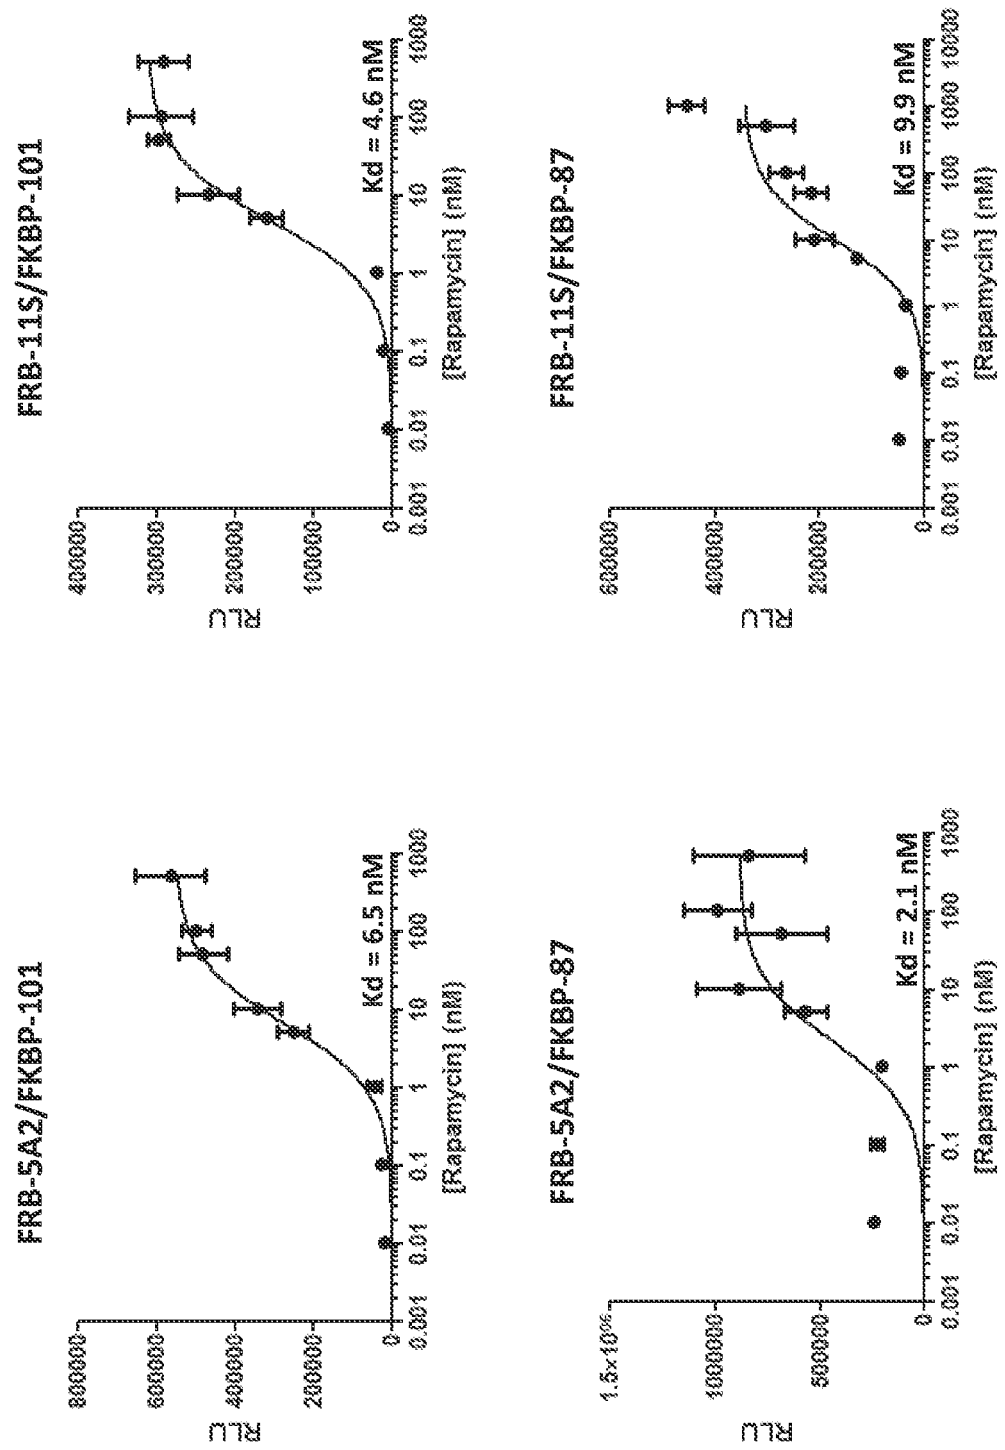 FRB-5A2/FKBP-101
800000
600000
400000
200000
0
RLU
0.001 0.01 0.1 1 10 100 1000
[Rapamycin] (nM)
Kd = 6.5 nM
FRB-11S/FKBP-101
400000
300000
200000
100000
0
RLU
0.001 0.01 0.1 1 10 100 1000
[Rapamycin] (nM)
Kd = 4.6 nM
FRB-5A2/FKBP-87
1.5×10⁰⁶
1000000
500000
0
RLU
0.001 0.01 0.1 1 10 100 1000
[Rapamycin] (nM)
Kd = 2.1 nM
FRB-11S/FKBP-87
600000
400000
200000
0
RLU
0.001 0.01 0.1 1 10 100 1000 10000
[Rapamycin] (nM)
Kd = 9.9 nM